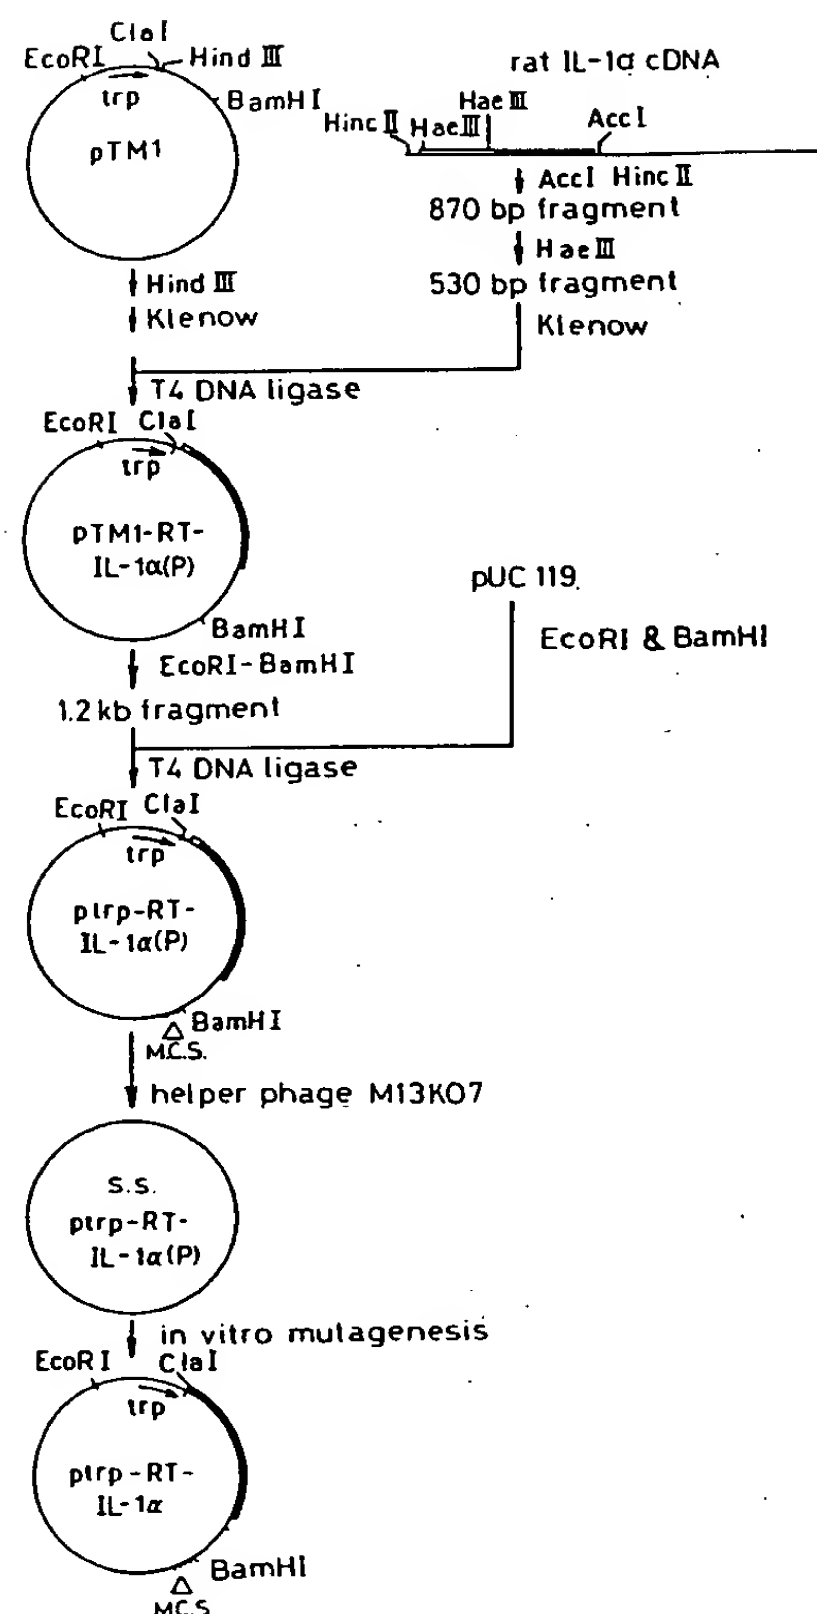 ClaI
EcoRI
Hind III
trp
BamHI
pTM1
rat IL-1α cDNA
Hae III
Hinc II
Hae III
AccI
AccI Hinc II
870 bp fragment
Hae III
530 bp fragment
Klenow
Hind III
Klenow
T4 DNA ligase
EcoRI ClaI
trp
pTM1-RT-
IL-1α(P)
BamHI
pUC 119
EcoRI & BamHI
EcoRI-BamHI
1.2 kb fragment
T4 DNA ligase
EcoRI ClaI
trp
ptrp-RT-
IL-1α(P)
BamHI
M.C.S.
helper phage M13KO7
S.S.
ptrp-RT-
IL-1α(P)
in vitro mutagenesis
EcoRI ClaI
trp
ptrp-RT-
IL-1α
BamHI
M.C.S